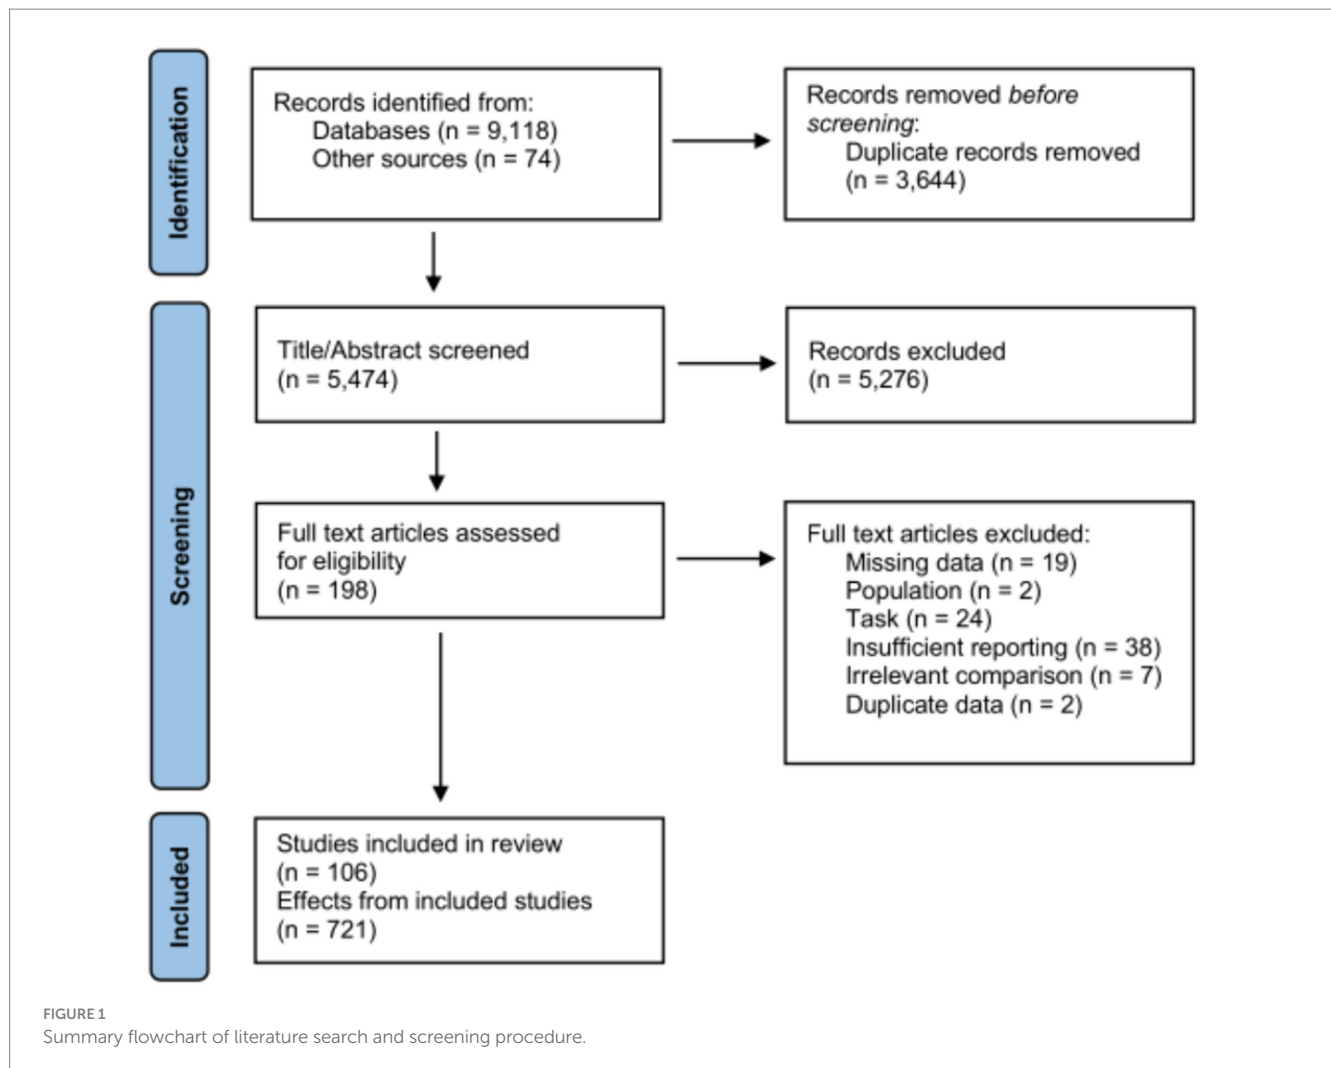 Identification
Records identified from:
Databases (n = 9,118)
Other sources (n = 74)
Records removed before
screening:
Duplicate records removed
(n = 3,644)
Screening
Title/Abstract screened
(n = 5,474)
Records excluded
(n = 5,276)
Full text articles assessed
for eligibility
(n = 198)
Full text articles excluded:
Missing data (n = 19)
Population (n = 2)
Task (n = 24)
Insufficient reporting (n = 38)
Irrelevant comparison (n = 7)
Duplicate data (n = 2)
Included
Studies included in review
(n = 106)
Effects from included studies
(n = 721)
FIGURE 1
Summary flowchart of literature search and screening procedure.